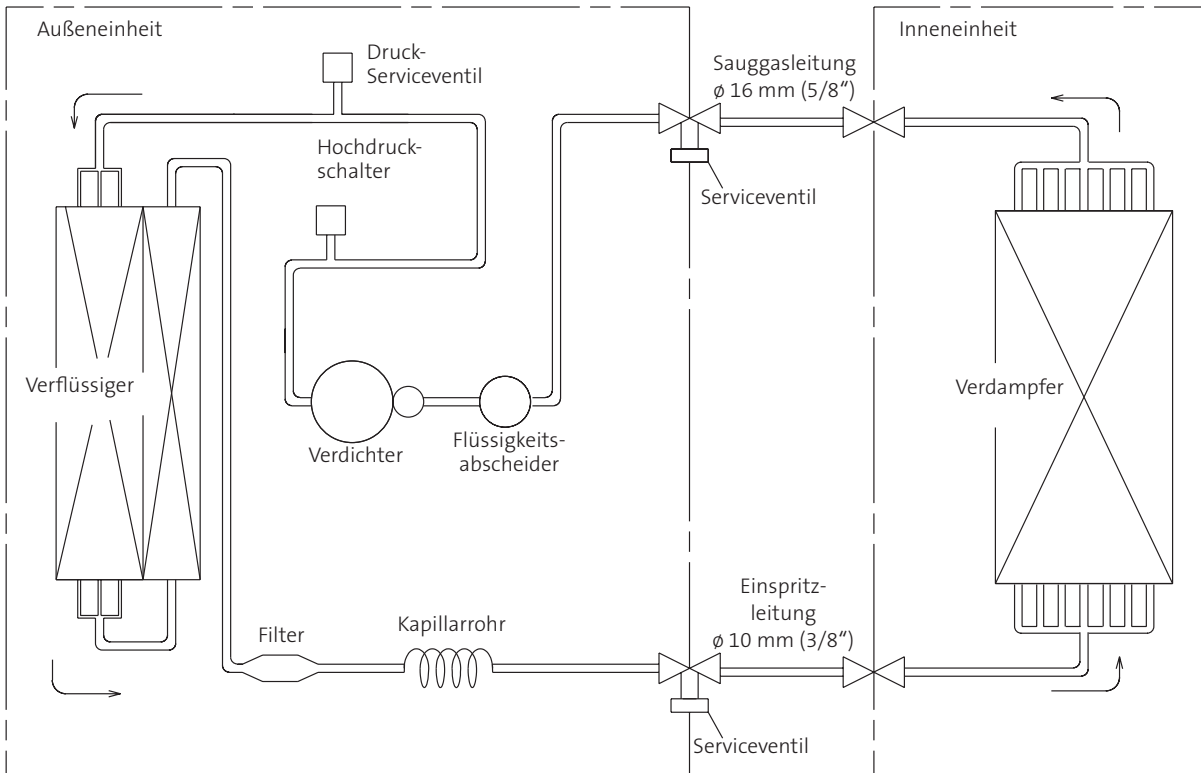 Außeneinheit
Inneneinheit
Druck-
Serviceventil
Sauggasleitung
ø 16 mm (5/8“)
Hochdruck-
schalter
Serviceventil
Verflüssiger
Verdampfer
Verdichter
Flüssigkeits-
abscheider
Einspritz-
leitung
ø 10 mm (3/8“)
Filter
Kapillarrohr
Serviceventil